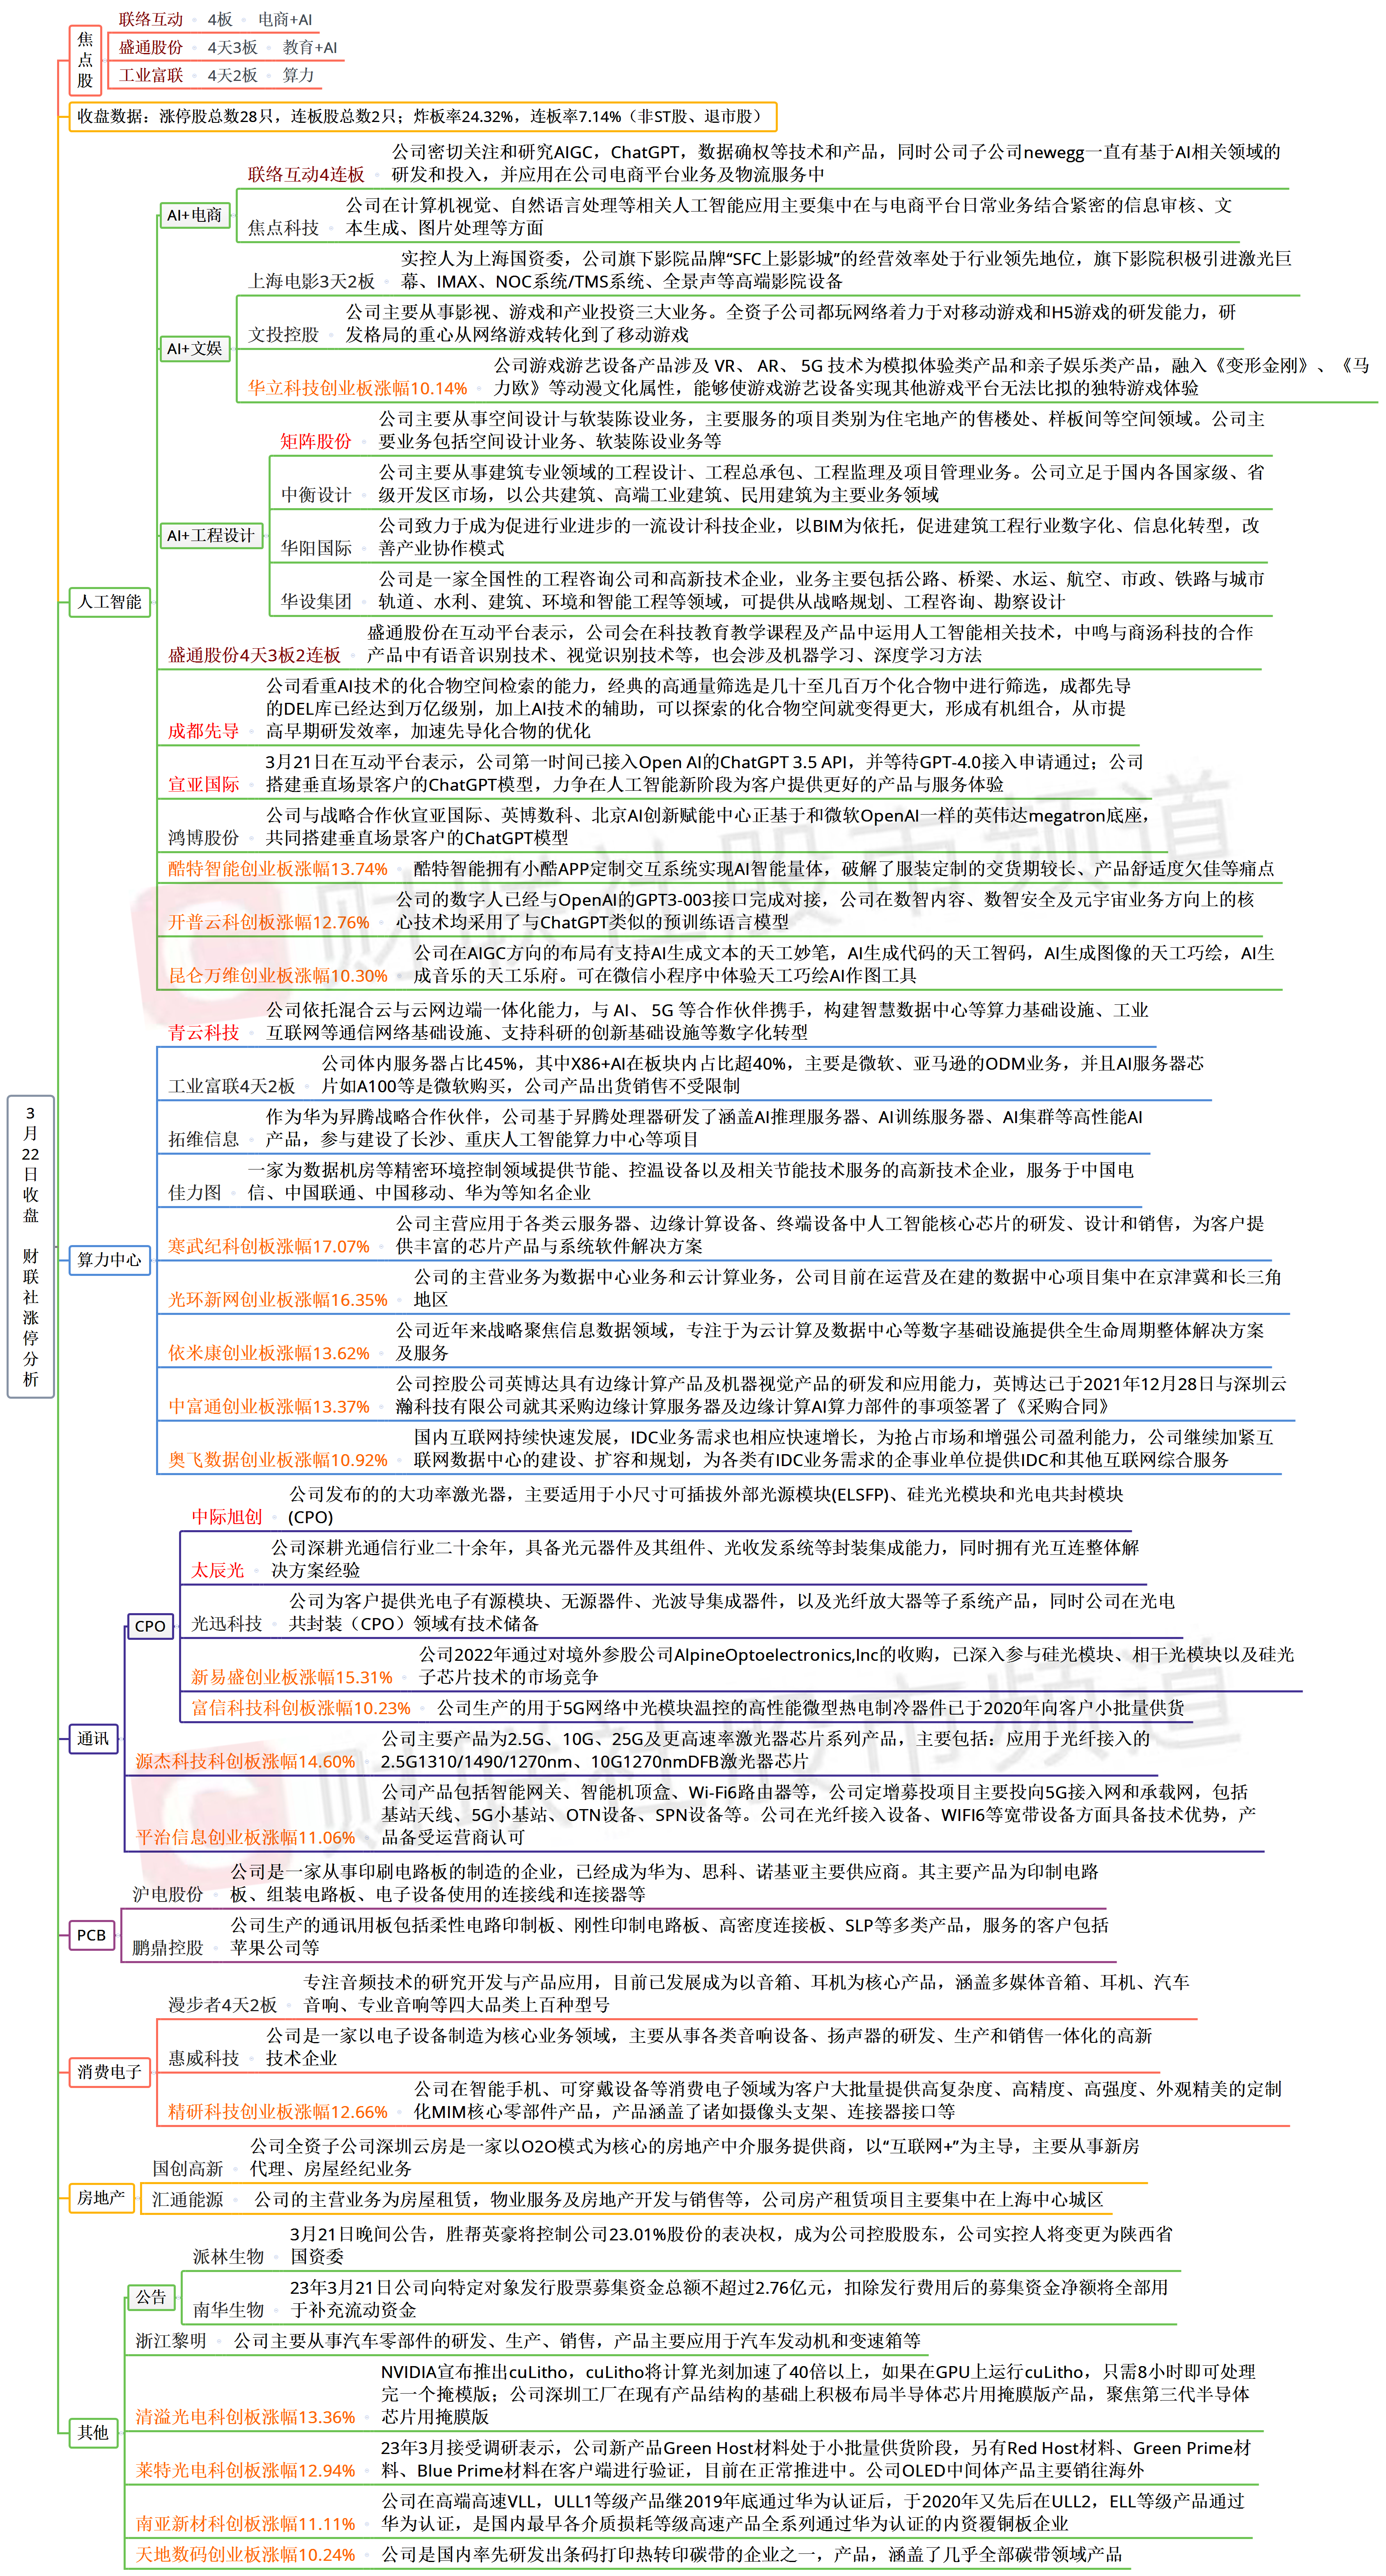 3月22日收盘 财联社涨停分析
焦点股
联络互动 4板 电商+AI
盛通股份 4天3板 教育+AI
工业富联 4天2板 算力
收盘数据：涨停股总数28只，连板股总数2只；炸板率24.32%，连板率7.14%（非ST股、退市股）
人工智能
AI+电商
联络互动4连板
公司密切关注和研究AIGC，ChatGPT，数据确权等技术和产品，同时公司子公司newegg一直有基于AI相关领域的
研发和投入，并应用在公司电商平台业务及物流服务中
焦点科技
公司在计算机视觉、自然语言处理等相关人工智能应用主要集中在与电商平台日常业务结合紧密的信息审核、文
本生成、图片处理等方面
AI+文娱
上海电影3天2板
实控人为上海国资委，公司旗下影院品牌“SFC上影影城”的经营效率处于行业领先地位，旗下影院积极引进激光巨
幕、IMAX、NOC系统/TMS系统、全景声等高端影院设备
文投控股
公司主要从事影视、游戏和产业投资三大业务。全资子公司都玩网络着力于对移动游戏和H5游戏的研发能力，研
发格局的重心从网络游戏转化到了移动游戏
华立科技创业板涨幅10.14%
公司游戏游艺设备产品涉及 VR、 AR、 5G 技术为模拟体验类产品和亲子娱乐类产品，融入《变形金刚》、《马
力欧》等动漫文化属性，能够使游戏游艺设备实现其他游戏平台无法比拟的独特游戏体验
AI+工程设计
矩阵股份
公司主要从事空间设计与软装陈设业务，主要服务的项目类别为住宅地产的售楼处、样板间等空间领域。公司主
要业务包括空间设计业务、软装陈设业务等
中衡设计
公司主要从事建筑专业领域的工程设计、工程总承包、工程监理及项目管理业务。公司立足于国内各国家级、省
级开发区市场，以公共建筑、高端工业建筑、民用建筑为主要业务领域
华阳国际
公司致力于成为促进行业进步的一流设计科技企业，以BIM为依托，促进建筑工程行业数字化、信息化转型，改
善产业协作模式
华设集团
公司是一家全国性的工程咨询公司和高新技术企业，业务主要包括公路、桥梁、水运、航空、市政、铁路与城市
轨道、水利、建筑、环境和智能工程等领域，可提供从战略规划、工程咨询、勘察设计
盛通股份4天3板2连板
盛通股份在互动平台表示，公司会在科技教育教学课程及产品中运用人工智能相关技术，中鸣与商汤科技的合作
产品中有语音识别技术、视觉识别技术等，也会涉及机器学习、深度学习方法
成都先导
公司看重AI技术的化合物空间检索的能力，经典的高通量筛选是几十至几百万个化合物中进行筛选，成都先导
的DEL库已经达到万亿级别，加上AI技术的辅助，可以探索的化合物空间就变得更大，形成有机组合，从市提
高早期研发效率，加速先导化合物的优化
宣亚国际
3月21日在互动平台表示，公司第一时间已接入Open AI的ChatGPT 3.5 API，并等待GPT-4.0接入申请通过；公司
搭建垂直场景客户的ChatGPT模型，力争在人工智能新阶段为客户提供更好的产品与服务体验
鸿博股份
公司与战略合作伙宣亚国际、英博数科、北京AI创新赋能中心正基于和微软OpenAI一样的英伟达megatron底座，
共同搭建垂直场景客户的ChatGPT模型
酷特智能创业板涨幅13.74%
酷特智能拥有小酷APP定制交互系统实现AI智能量体，破解了服装定制的交货期较长、产品舒适度欠佳等痛点
开普云科创板涨幅12.76%
公司的数字人已经与OpenAI的GPT3-003接口完成对接，公司在数智内容、数智安全及元宇宙业务方向上的核
心技术均采用了与ChatGPT类似的预训练语言模型
昆仑万维创业板涨幅10.30%
公司在AIGC方向的布局有支持AI生成文本的天工妙笔，AI生成代码的天工智码，AI生成图像的天工巧绘，AI生
成音乐的天工乐府。可在微信小程序中体验天工巧绘AI作图工具
算力中心
青云科技
公司依托混合云与云网边端一体化能力，与 AI、 5G 等合作伙伴携手，构建智慧数据中心等算力基础设施、工业
互联网等通信网络基础设施、支持科研的创新基础设施等数字化转型
工业富联4天2板
公司体内服务器占比45%，其中X86+AI在板块内占比超40%，主要是微软、亚马逊的ODM业务，并且AI服务器芯
片如A100等是微软购买，公司产品出货销售不受限制
拓维信息
作为华为昇腾战略合作伙伴，公司基于昇腾处理器研发了涵盖AI推理服务器、AI训练服务器、AI集群等高性能AI
产品，参与建设了长沙、重庆人工智能算力中心等项目
佳力图
一家为数据机房等精密环境控制领域提供节能、控温设备以及相关节能技术服务的高新技术企业，服务于中国电
信、中国联通、中国移动、华为等知名企业
寒武纪科创板涨幅17.07%
公司主营应用于各类云服务器、边缘计算设备、终端设备中人工智能核心芯片的研发、设计和销售，为客户提
供丰富的芯片产品与系统软件解决方案
光环新网创业板涨幅16.35%
公司的主营业务为数据中心业务和云计算业务，公司目前在运营及在建的数据中心项目集中在京津冀和长三角
地区
依米康创业板涨幅13.62%
公司近年来战略聚焦信息数据领域，专注于为云计算及数据中心等数字基础设施提供全生命周期整体解决方案
及服务
中富通创业板涨幅13.37%
公司控股公司英博达具有边缘计算产品及机器视觉产品的研发和应用能力，英博达已于2021年12月28日与深圳云
瀚科技有限公司就其采购边缘计算服务器及边缘计算AI算力部件的事项签署了《采购合同》
奥飞数据创业板涨幅10.92%
国内互联网持续快速发展，IDC业务需求也相应快速增长，为抢占市场和增强公司盈利能力，公司继续加紧互
联网数据中心的建设、扩容和规划，为各类有IDC业务需求的企事业单位提供IDC和其他互联网综合服务
通讯
CPO
中际旭创
公司发布的的大功率激光器，主要适用于小尺寸可插拔外部光源模块(ELSFP)、硅光光模块和光电共封模块
(CPO)
太辰光
公司深耕光通信行业二十余年，具备光元器件及其组件、光收发系统等封装集成能力，同时拥有光互连整体解
决方案经验
光迅科技
公司为客户提供光电子有源模块、无源器件、光波导集成器件，以及光纤放大器等子系统产品，同时公司在光电
共封装（CPO）领域有技术储备
新易盛创业板涨幅15.31%
公司2022年通过对境外参股公司AlpineOptoelectronics,Inc的收购，已深入参与硅光模块、相干光模块以及硅光
子芯片技术的市场竞争
富信科技科创板涨幅10.23%
公司生产的用于5G网络中光模块温控的高性能微型热电制冷器件已于2020年向客户小批量供货
源杰科技科创板涨幅14.60%
公司主要产品为2.5G、10G、25G及更高速率激光器芯片系列产品，主要包括：应用于光纤接入的
2.5G1310/1490/1270nm、10G1270nmDFB激光器芯片
平治信息创业板涨幅11.06%
公司产品包括智能网关、智能机顶盒、Wi-Fi6路由器等，公司定增募投项目主要投向5G接入网和承载网，包括
基站天线、5G小基站、OTN设备、SPN设备等。公司在光纤接入设备、WIFI6等宽带设备方面具备技术优势，产
品备受运营商认可
PCB
沪电股份
公司是一家从事印刷电路板的制造的企业，已经成为华为、思科、诺基亚主要供应商。其主要产品为印制电路
板、组装电路板、电子设备使用的连接线和连接器等
鹏鼎控股
公司生产的通讯用板包括柔性电路印制板、刚性印制电路板、高密度连接板、SLP等多类产品，服务的客户包括
苹果公司等
消费电子
漫步者4天2板
专注音频技术的研究开发与产品应用，目前已发展成为以音箱、耳机为核心产品，涵盖多媒体音箱、耳机、汽车
音响、专业音响等四大品类上百种型号
惠威科技
公司是一家以电子设备制造为核心业务领域，主要从事各类音响设备、扬声器的研发、生产和销售一体化的高新
技术企业
精研科技创业板涨幅12.66%
公司在智能手机、可穿戴设备等消费电子领域为客户大批量提供高复杂度、高精度、高强度、外观精美的定制
化MIM核心零部件产品，产品涵盖了诸如摄像头支架、连接器接口等
房地产
国创高新
公司全资子公司深圳云房是一家以O2O模式为核心的房地产中介服务提供商，以“互联网+”为主导，主要从事新房
代理、房屋经纪业务
汇通能源
公司的主营业务为房屋租赁，物业服务及房地产开发与销售等，公司房产租赁项目主要集中在上海中心城区
其他
公告
派林生物
3月21日晚间公告，胜帮英豪将控制公司23.01%股份的表决权，成为公司控股股东，公司实控人将变更为陕西省
国资委
南华生物
23年3月21日公司向特定对象发行股票募集资金总额不超过2.76亿元，扣除发行费用后的募集资金净额将全部用
于补充流动资金
浙江黎明
公司主要从事汽车零部件的研发、生产、销售，产品主要应用于汽车发动机和变速箱等
清溢光电科创板涨幅13.36%
NVIDIA宣布推出cuLitho，cuLitho将计算光刻加速了40倍以上，如果在GPU上运行cuLitho，只需8小时即可处理
完一个掩模版；公司深圳工厂在现有产品结构的基础上积极布局半导体芯片用掩膜版产品，聚焦第三代半导体
芯片用掩膜版
莱特光电科创板涨幅12.94%
23年3月接受调研表示，公司新产品Green Host材料处于小批量供货阶段，另有Red Host材料、Green Prime材
料、Blue Prime材料在客户端进行验证，目前在正常推进中。公司OLED中间体产品主要销往海外
南亚新材科创板涨幅11.11%
公司在高端高速VLL，ULL1等级产品继2019年底通过华为认证后，于2020年又先后在ULL2，ELL等级产品通过
华为认证，是国内最早各介质损耗等级高速产品全系列通过华为认证的内资覆铜板企业
天地数码创业板涨幅10.24%
公司是国内率先研发出条码打印热转印碳带的企业之一，产品，涵盖了几乎全部碳带领域产品
财联社股市频道
财联社股市频道